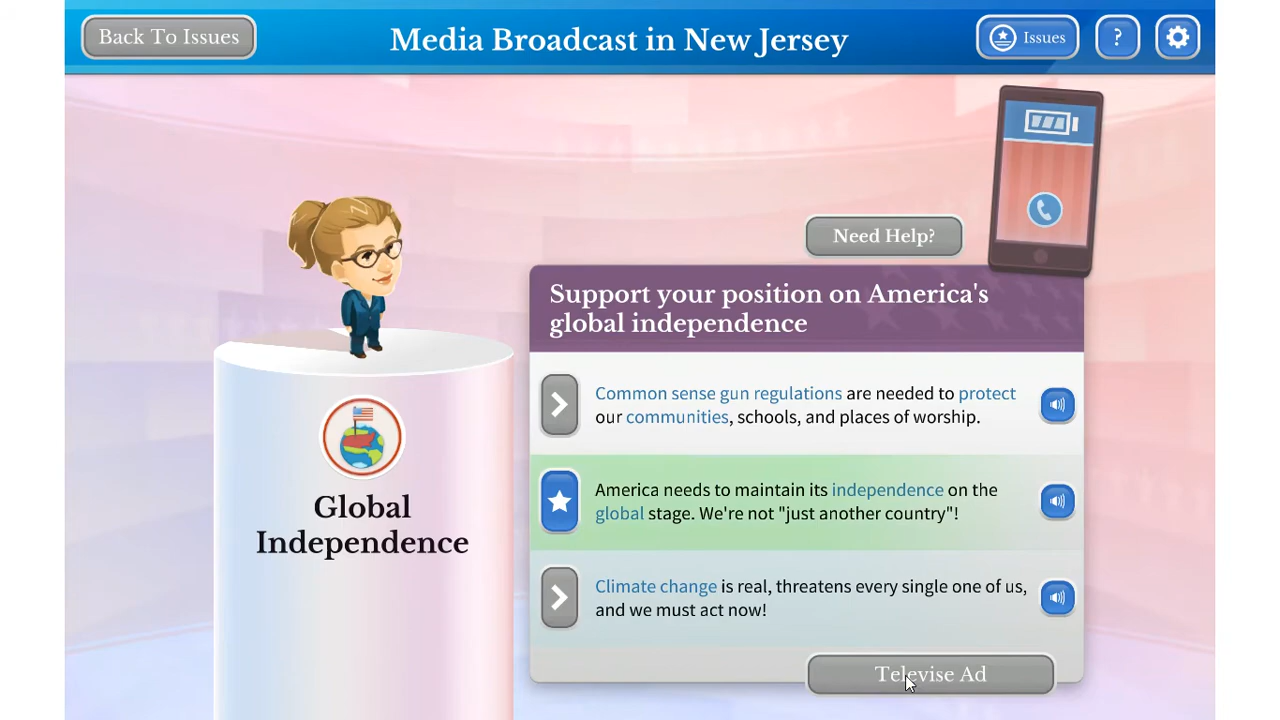 Back To Issues
Media Broadcast in New Jersey
Issues
?
Need Help?
Support your position on America's
global independence
Common sense gun regulations are needed to protect
our communities, schools, and places of worship.
America needs to maintain its independence on the
global stage. We're not "just another country"!
Climate change is real, threatens every single one of us,
and we must act now!
Televise Ad
Global
Independence